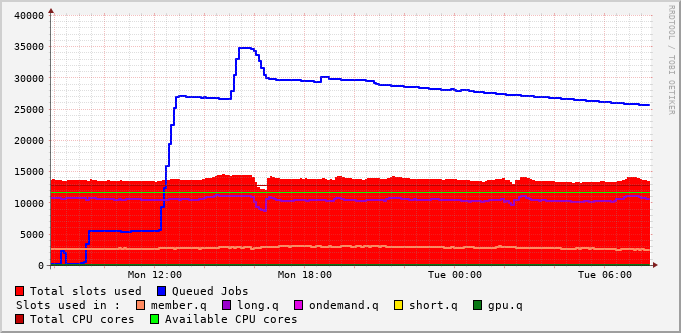 40000
35000
30000
25000
20000
15000
10000
5000
0
Mon 12:00 Mon 18:00 Tue 00:00 Tue 06:00
RRDTOOL / TOBI OETIKER
Total slots used Queued Jobs
Slots used in : member.q long.q ondemand.q short.q gpu.q
Total CPU cores Available CPU cores